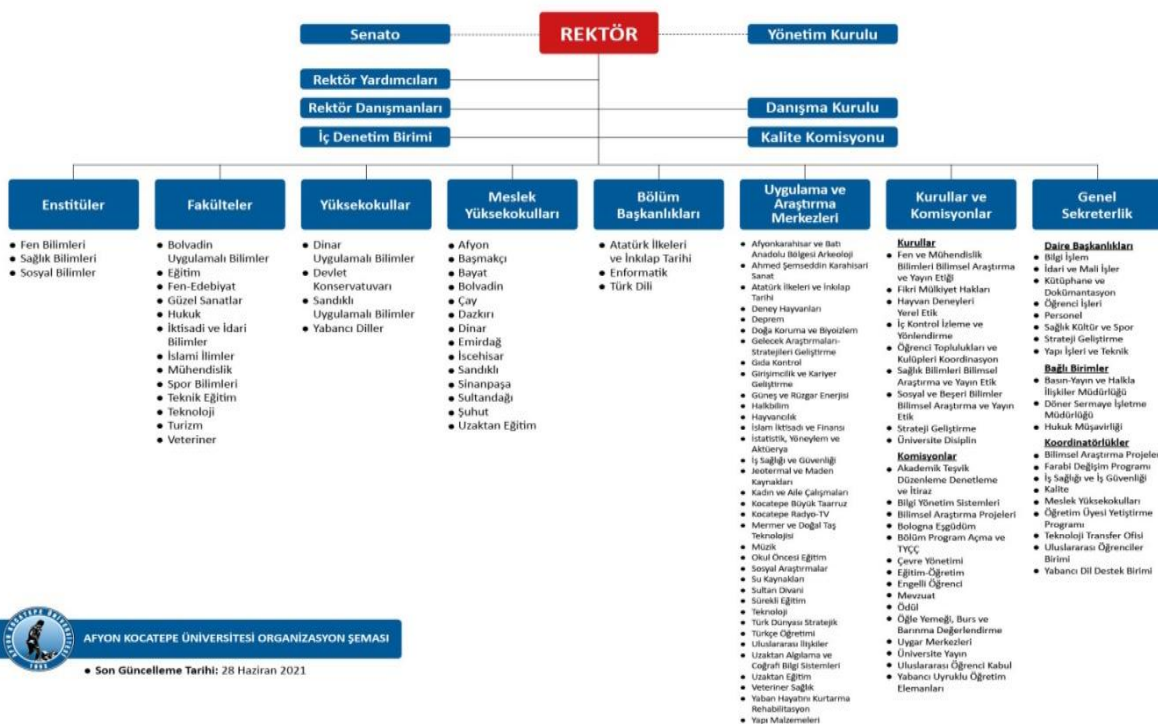 REKTÖR
Senato
Yönetim Kurulu
Rektör Yardımcıları
Rektör Danışmanları
Danışma Kurulu
İç Denetim Birimi
Kalite Komisyonu
Enstitüler
• Fen Bilimleri
• Sağlık Bilimleri
• Sosyal Bilimler
Fakülteler
• Bolvadin
Uygulamalı Bilimler
• Eğitim
• Fen-Edebiyat
• Güzel Sanatlar
• Hukuk
• İktisadi ve İdari
Bilimler
• İslami İlimler
• Mühendislik
• Spor Bilimleri
• Teknik Eğitim
• Teknoloji
• Turizm
• Veteriner
Yüksekokullar
• Dinar
Uygulamalı Bilimler
• Devlet
Konservatuvarı
• Sandıklı
Uygulamalı Bilimler
• Yabancı Diller
Meslek
Yüksekokulları
• Afyon
• Başmakçı
• Bayat
• Bolvadin
• Çay
• Dazkırı
• Dinar
• Emirdağ
• İscehisar
• Sandıklı
• Sinanpaşa
• Sultandağı
• Şuhut
• Uzaktan Eğitim
Bölüm
Başkanlıkları
• Atatürk İlkeleri
ve İnkılap Tarihi
• Enformatik
• Türk Dili
Uygulama ve
Araştırma
Merkezleri
• Afyonkarahisar ve Batı
Anadolu Bölgesi Arkeoloji
• Ahmed Şemseddin Karahisari
Sanat
• Atatürk İlkeleri ve İnkılap
Tarihi
• Deney Hayvanları
• Deprem
• Doğa Koruma ve Biyoizlem
• Gelecek Araştırmaları-
Stratejileri Geliştirme
• Gıda Kontrol
• Girişimcilik ve Kariyer
Geliştirme
• Güneş ve Rüzgar Enerjisi
• Halkbilim
• Hayvancılık
• İslam İktisadı ve Finansı
• İstatistik, Yöneylem ve
Aktüerya
• İş Sağlığı ve Güvenliği
• Jeotermal ve Maden
Kaynakları
• Kadın ve Aile Çalışmaları
• Kocatepe Büyük Taarruz
• Kocatepe Radyo-TV
• Mermer ve Doğal Taş
Teknolojisi
• Müzik
• Okul Öncesi Eğitim
• Sosyal Araştırmalar
• Su Kaynakları
• Sultan Divani
• Sürekli Eğitim
• Teknoloji
• Türk Dünyası Stratejik
• Türkçe Öğretimi
• Uluslararası İlişkiler
• Uzaktan Algılama ve
Coğrafi Bilgi Sistemleri
• Uzaktan Eğitim
• Veteriner Sağlık
• Yaban Hayatını Kurtarma
Rehabilitasyon
• Yapı Malzemeleri
Kurullar ve
Komisyonlar
Kurullar
• Fen ve Mühendislik
Bilimleri Bilimsel Araştırma
ve Yayın Etiği
• Fikri Mülkiyet Hakları
• Hayvan Deneyleri
Yerel Etik
• İç Kontrol İzleme ve
Yönlendirme
• Öğrenci Toplulukları ve
Kulüpleri Koordinasyon
• Sağlık Bilimleri Bilimsel
Araştırma ve Yayın Etik
• Sosyal ve Beşeri Bilimler
Bilimsel Araştırma ve Yayın
Etik
• Strateji Geliştirme
• Üniversite Disiplin
Komisyonlar
• Akademik Teşvik
Düzenleme Denetleme
ve İtiraz
• Bilgi Yönetim Sistemleri
• Bilimsel Araştırma Projeleri
• Bologna Eşgüdüm
• Bölüm Program Açma ve
TYÇÇ
• Çevre Yönetimi
• Eğitim-Öğretim
• Engelli Öğrenci
• Mevzuat
• Ödül
• Öğle Yemeği, Burs ve
Barınma Değerlendirme
• Uygar Merkezleri
• Üniversite Yayın
• Uluslararası Öğrenci Kabul
• Yabancı Uyruklu Öğretim
Elemanları
Genel
Sekreterlik
Daire Başkanlıkları
• Bilgi İşlem
• İdari ve Mali İşler
• Kütüphane ve
Dokümantasyon
• Öğrenci İşleri
• Personel
• Sağlık Kültür ve Spor
• Strateji Geliştirme
• Yapı İşleri ve Teknik
Bağlı Birimler
• Basın-Yayın ve Halkla
İlişkiler Müdürlüğü
• Döner Sermaye İşletme
Müdürlüğü
• Hukuk Müşavirliği
Koordinatörlükler
• Bilimsel Araştırma Projeler
• Farabi Değişim Programı
• İş Sağlığı ve İş Güvenliği
• Kalite
• Meslek Yüksekokulları
• Öğretim Üyesi Yetiştirme
Programı
• Teknoloji Transfer Ofisi
• Uluslararası Öğrenciler
Birimi
• Yabancı Dil Destek Birimi
AFYON KOCATEPE ÜNİVERSİTESİ
1992
AFYON KOCATEPE ÜNİVERSİTESİ ORGANİZASYON ŞEMASI
• Son Güncelleme Tarihi: 28 Haziran 2021